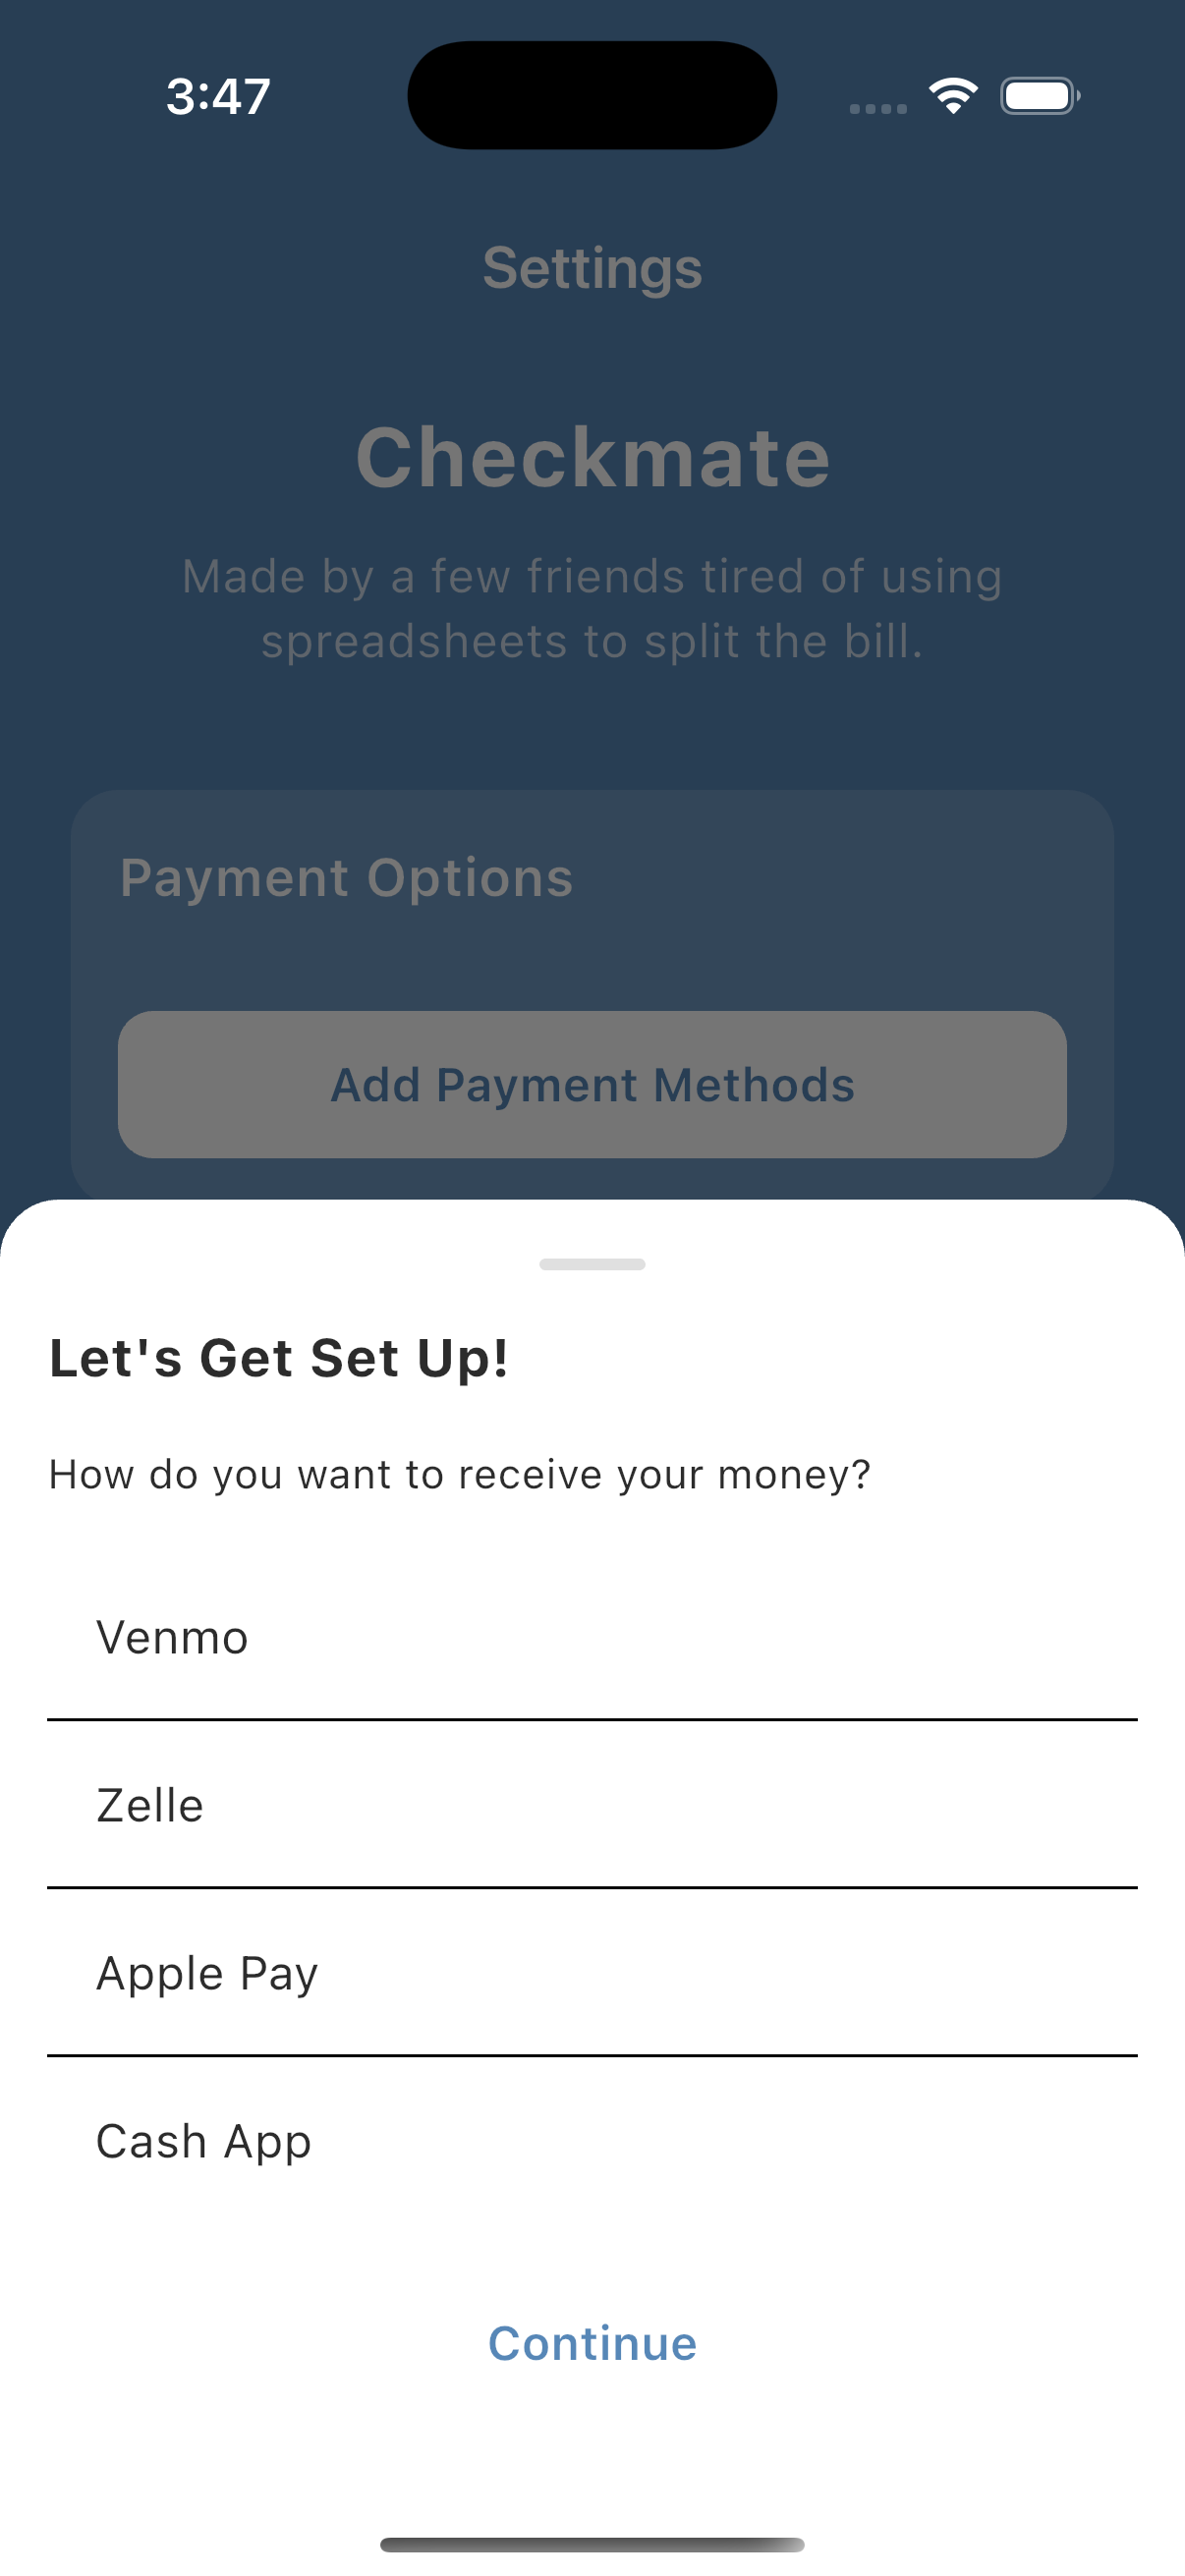 3:47
Settings
Checkmate
Made by a few friends tired of using
spreadsheets to split the bill.
Payment Options
Add Payment Methods
Let's Get Set Up!
How do you want to receive your money?
Venmo
Zelle
Apple Pay
Cash App
Continue